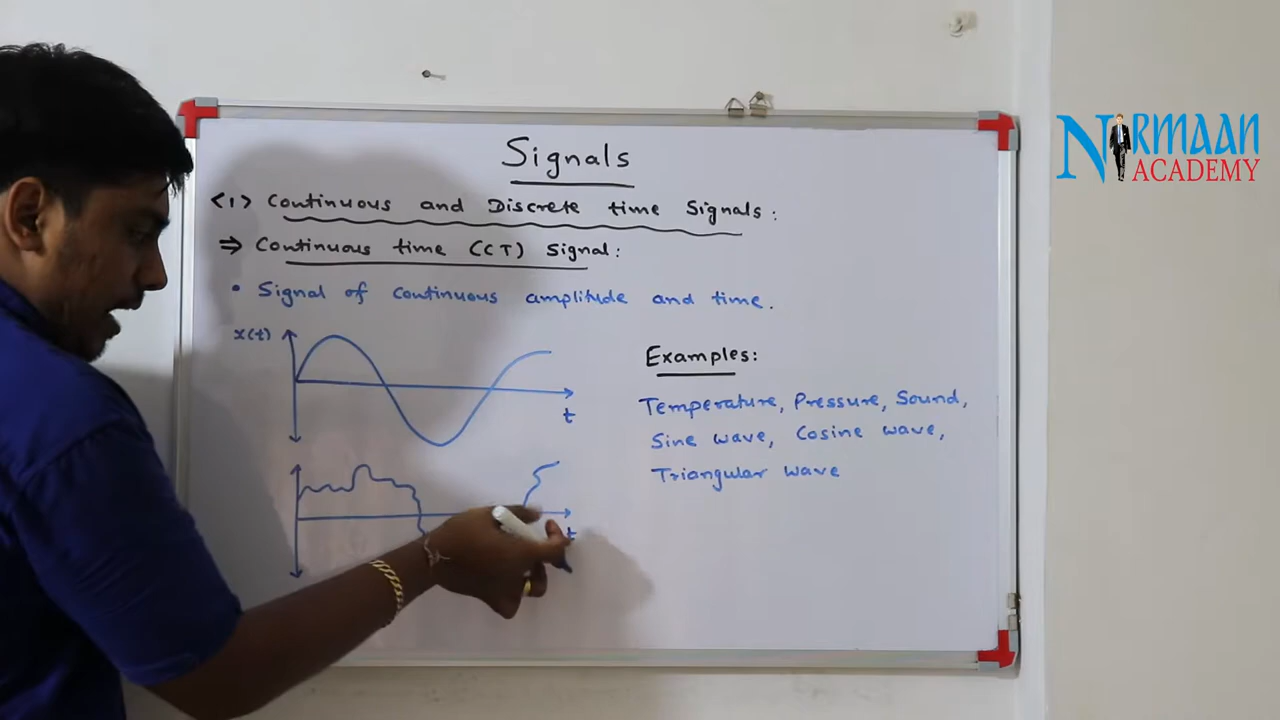 Signals
<1> Continuous and Discrete time Signals:
⇒ Continuous time (CT) Signal:
• Signal of continuous amplitude and time.
x(t)
t
t
Examples:
Temperature, Pressure, Sound,
Sine wave, Cosine wave,
Triangular wave
NIRMAAN
ACADEMY